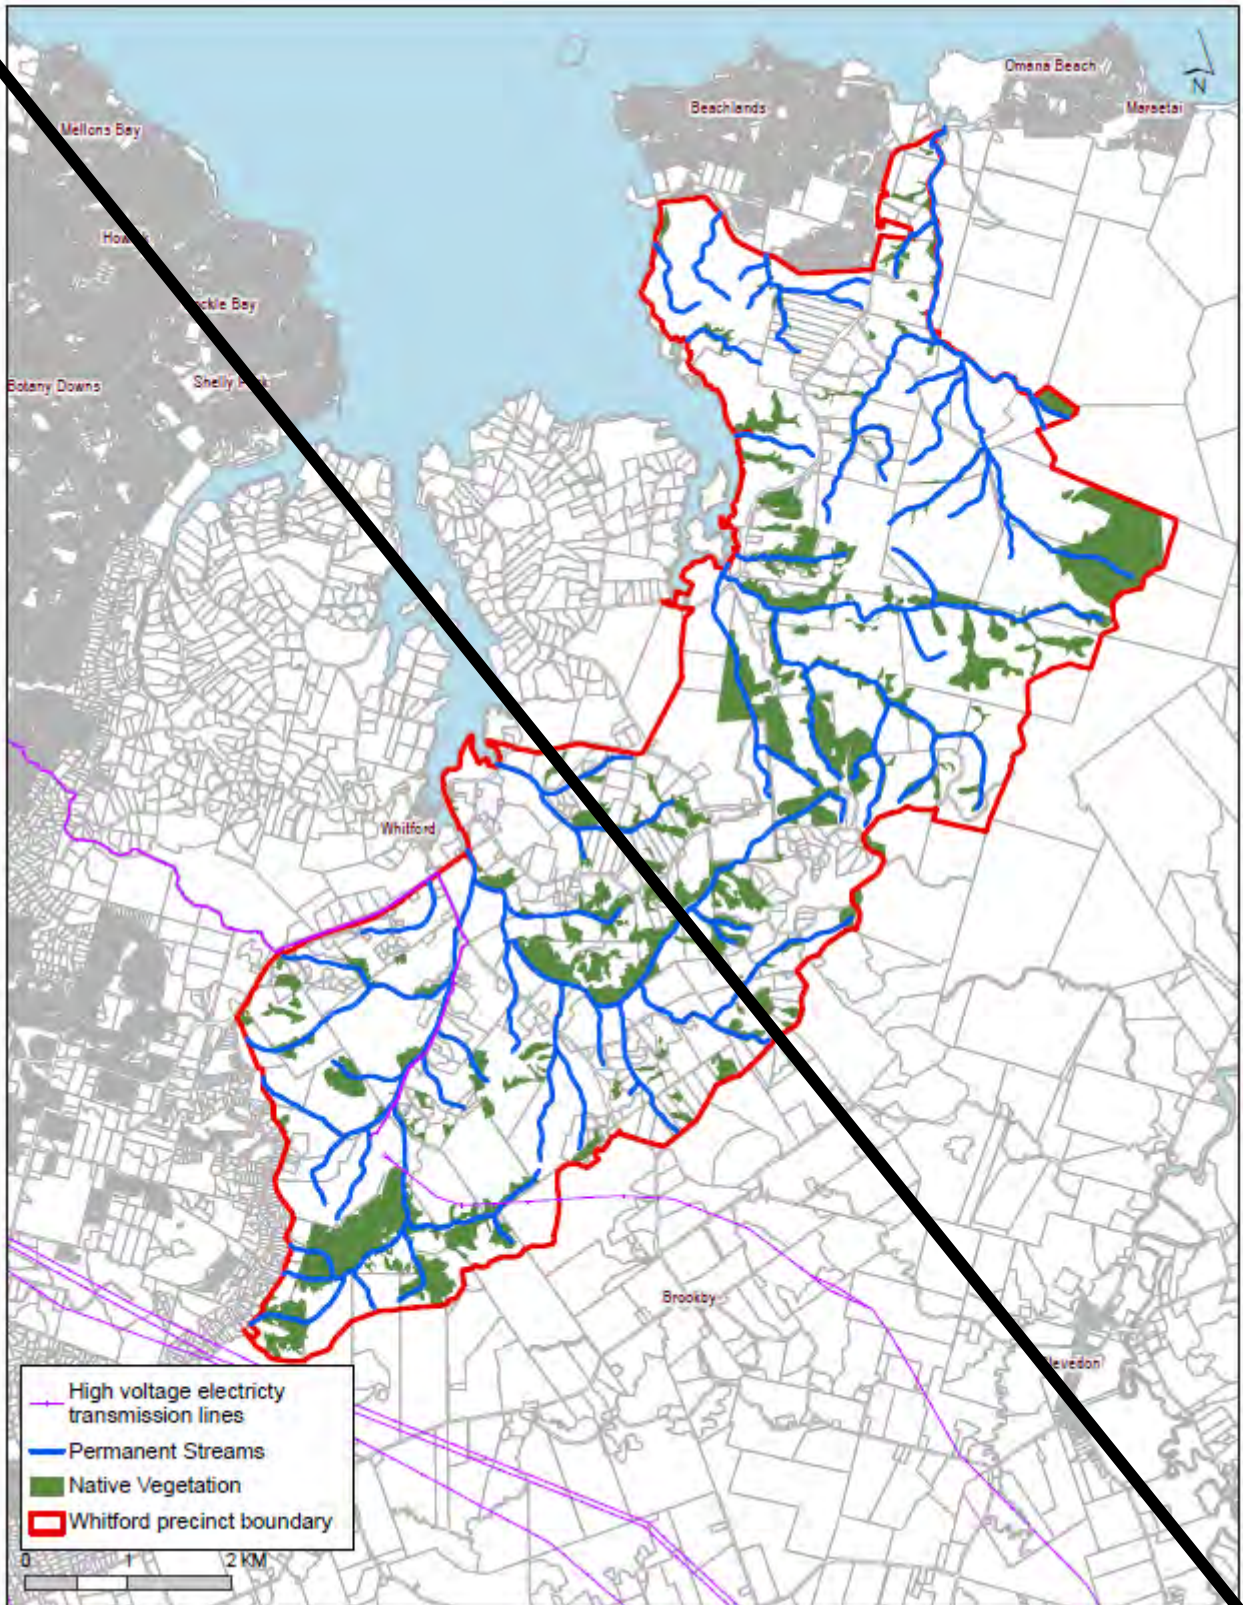 Omana Beach
N
Beachlands
Maraetai
Mellons Bay
Botany Downs
Whitford
Brookby
High voltage electricty
transmission lines
Permanent Streams
Native Vegetation
Whitford precinct boundary
0 1 2 KM